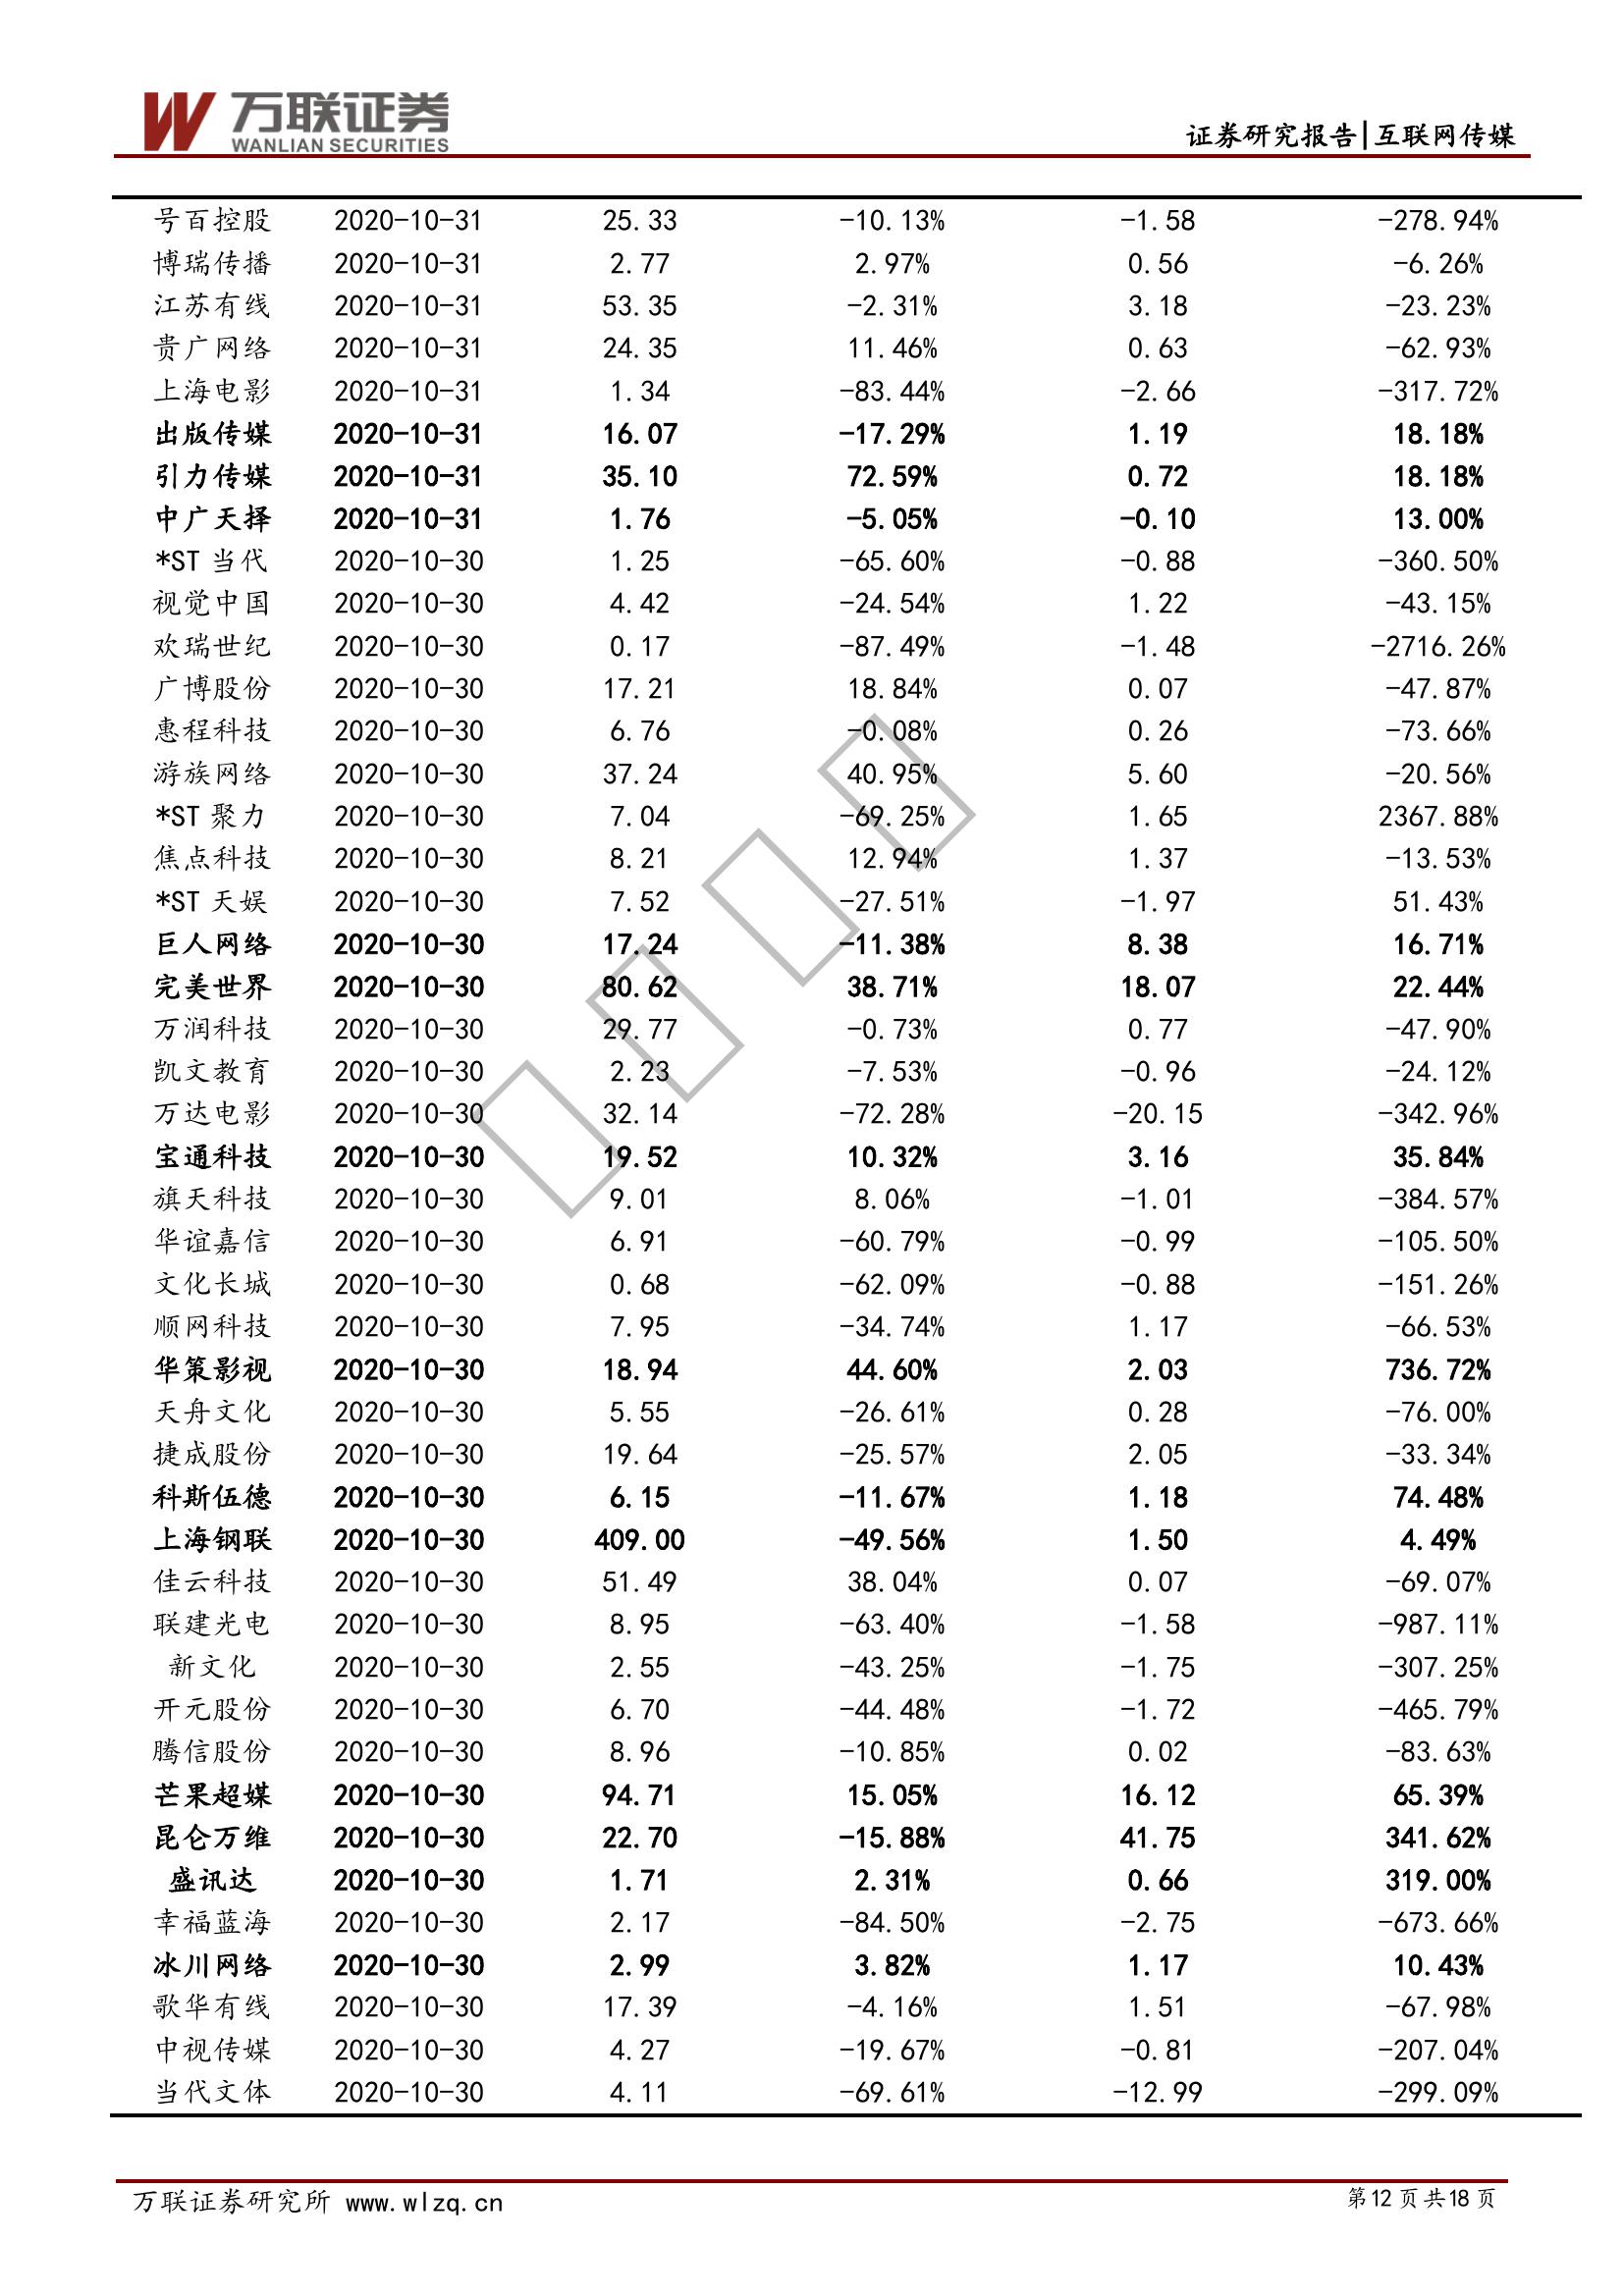 万联证券
WANLIAN SECURITIES
证券研究报告|互联网传媒
号百控股 2020-10-31 25.33 -10.13% -1.58 -278.94%
博瑞传播 2020-10-31 2.77 2.97% 0.56 -6.26%
江苏有线 2020-10-31 53.35 -2.31% 3.18 -23.23%
贵广网络 2020-10-31 24.35 11.46% 0.63 -62.93%
上海电影 2020-10-31 1.34 -83.44% -2.66 -317.72%
出版传媒 2020-10-31 16.07 -17.29% 1.19 18.18%
引力传媒 2020-10-31 35.10 72.59% 0.72 18.18%
中广天择 2020-10-31 1.76 -5.05% -0.10 13.00%
*ST 当代 2020-10-30 1.25 -65.60% -0.88 -360.50%
视觉中国 2020-10-30 4.42 -24.54% 1.22 -43.15%
欢瑞世纪 2020-10-30 0.17 -87.49% -1.48 -2716.26%
广博股份 2020-10-30 17.21 18.84% 0.07 -47.87%
惠程科技 2020-10-30 6.76 -0.08% 0.26 -73.66%
游族网络 2020-10-30 37.24 40.95% 5.60 -20.56%
*ST 聚力 2020-10-30 7.04 -69.25% 1.65 2367.88%
焦点科技 2020-10-30 8.21 12.94% 1.37 -13.53%
*ST 天娱 2020-10-30 7.52 -27.51% -1.97 51.43%
巨人网络 2020-10-30 17.24 -11.38% 8.38 16.71%
完美世界 2020-10-30 80.62 38.71% 18.07 22.44%
万润科技 2020-10-30 29.77 -0.73% 0.77 -47.90%
凯文教育 2020-10-30 2.23 -7.53% -0.96 -24.12%
万达电影 2020-10-30 32.14 -72.28% -20.15 -342.96%
宝通科技 2020-10-30 19.52 10.32% 3.16 35.84%
旗天科技 2020-10-30 9.01 8.06% -1.01 -384.57%
华谊嘉信 2020-10-30 6.91 -60.79% -0.99 -105.50%
文化长城 2020-10-30 0.68 -62.09% -0.88 -151.26%
顺网科技 2020-10-30 7.95 -34.74% 1.17 -66.53%
华策影视 2020-10-30 18.94 44.60% 2.03 736.72%
天舟文化 2020-10-30 5.55 -26.61% 0.28 -76.00%
捷成股份 2020-10-30 19.64 -25.57% 2.05 -33.34%
科斯伍德 2020-10-30 6.15 -11.67% 1.18 74.48%
上海钢联 2020-10-30 409.00 -49.56% 1.50 4.49%
佳云科技 2020-10-30 51.49 38.04% 0.07 -69.07%
联建光电 2020-10-30 8.95 -63.40% -1.58 -987.11%
新文化 2020-10-30 2.55 -43.25% -1.75 -307.25%
开元股份 2020-10-30 6.70 -44.48% -1.72 -465.79%
腾信股份 2020-10-30 8.96 -10.85% 0.02 -83.63%
芒果超媒 2020-10-30 94.71 15.05% 16.12 65.39%
昆仑万维 2020-10-30 22.70 -15.88% 41.75 341.62%
盛讯达 2020-10-30 1.71 2.31% 0.66 319.00%
幸福蓝海 2020-10-30 2.17 -84.50% -2.75 -673.66%
冰川网络 2020-10-30 2.99 3.82% 1.17 10.43%
歌华有线 2020-10-30 17.39 -4.16% 1.51 -67.98%
中视传媒 2020-10-30 4.27 -19.67% -0.81 -207.04%
当代文体 2020-10-30 4.11 -69.61% -12.99 -299.09%
万联证券研究所 www.wlzq.cn
第 12 页 共 18 页